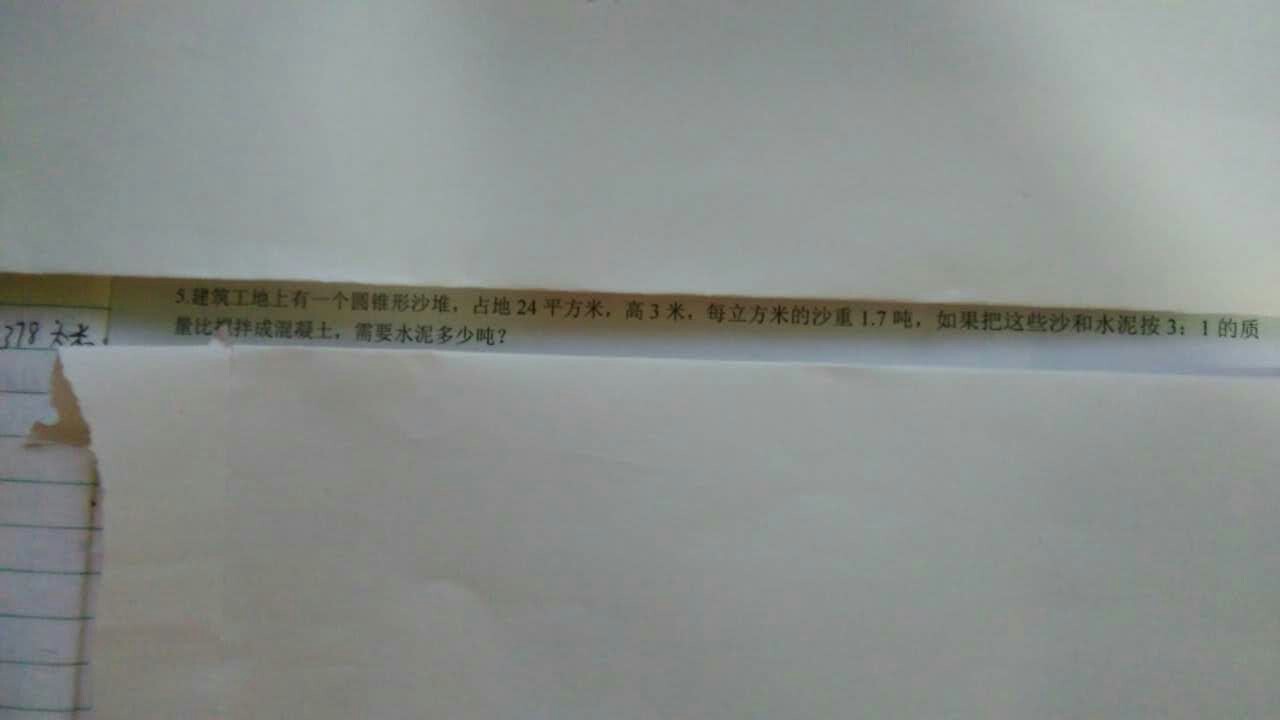 5.建筑工地上有一个圆锥形沙堆，占地 24 平方米，高 3 米，每立方米的沙重 1.7 吨，如果把这些沙和水泥按 3：1 的质
量比搅拌成混凝土，需要水泥多少吨？
378